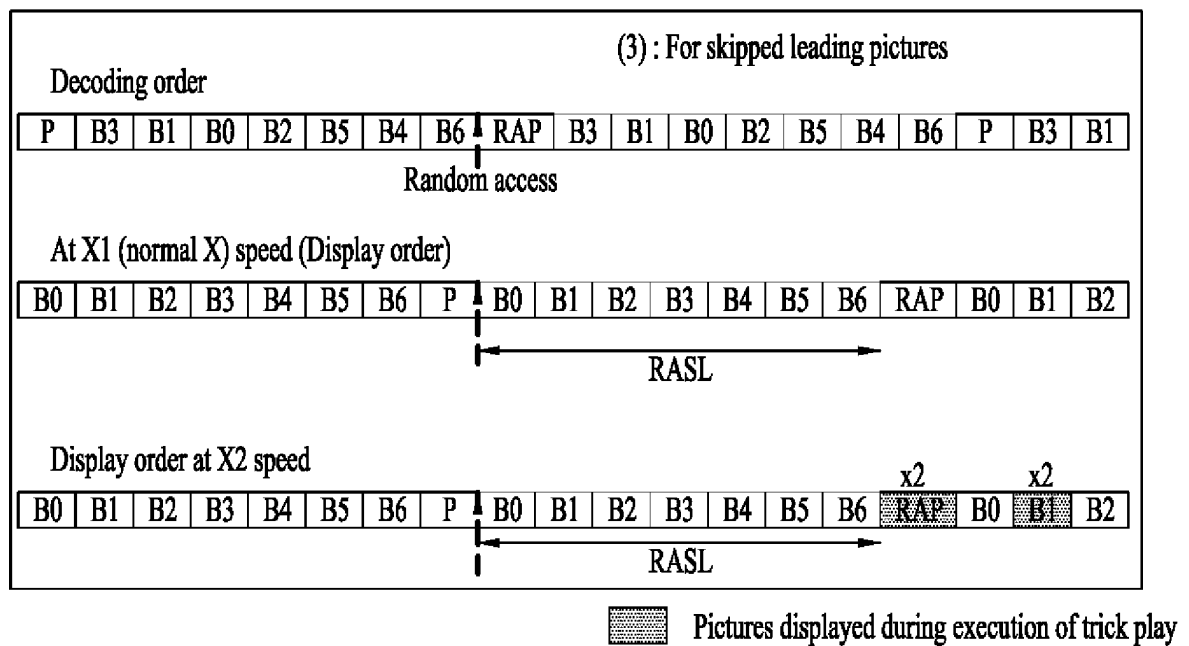 (3) : For skipped leading pictures
Decoding order
P B3 B1 B0 B2 B5 B4 B6 RAP B3 B1 B0 B2 B5 B4 B6 P B3 B1
Random access
At X1 (normal X) speed (Display order)
B0 B1 B2 B3 B4 B5 B6 P B0 B1 B2 B3 B4 B5 B6 RAP B0 B1 B2
RASL
Display order at X2 speed
x2 x2
B0 B1 B2 B3 B4 B5 B6 P B0 B1 B2 B3 B4 B5 B6 RAP B0 B1 B2
RASL
Pictures displayed during execution of trick play